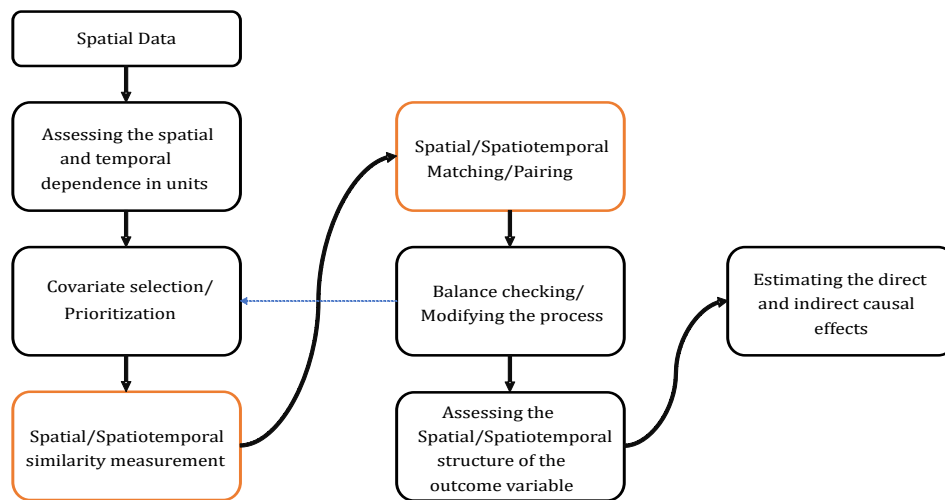 Spatial Data
Assessing the spatial
and temporal
dependence in units
Covariate selection/
Prioritization
Spatial/Spatiotemporal
similarity measurement
Spatial/Spatiotemporal
Matching/Pairing
Balance checking/
Modifying the process
Assessing the
Spatial/Spatiotemporal
structure of the
outcome variable
Estimating the direct
and indirect causal
effects